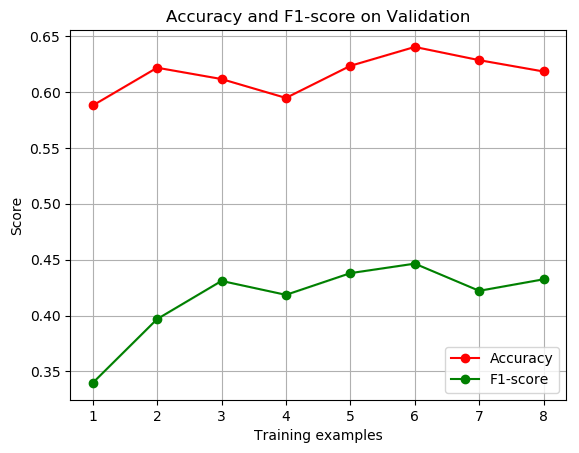 Accuracy and F1-score on Validation
0.65
0.60
0.55
0.50
0.45
0.40
0.35
Score
1 2 3 4 5 6 7 8
Training examples
Accuracy
F1-score